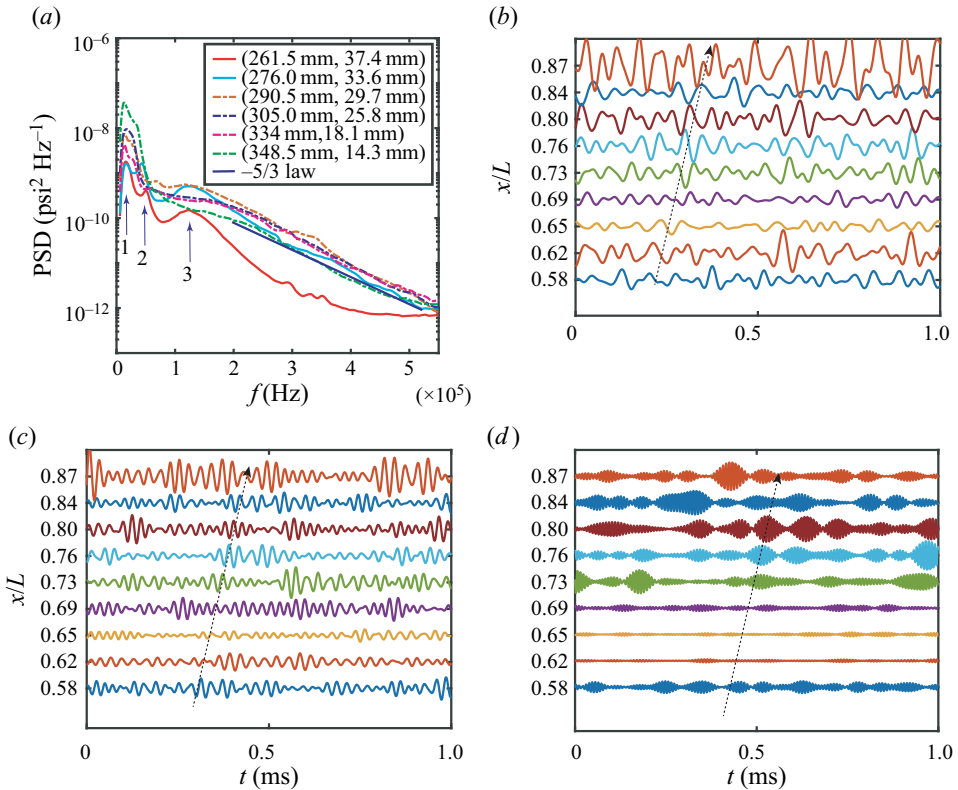 (a)
PSD (psi² Hz⁻¹)
10⁻⁶
10⁻⁸
10⁻¹⁰
10⁻¹²
(261.5 mm, 37.4 mm)
(276.0 mm, 33.6 mm)
(290.5 mm, 29.7 mm)
(305.0 mm, 25.8 mm)
(334 mm,18.1 mm)
(348.5 mm, 14.3 mm)
–5/3 law
1
2
3
0 1 2 3 4 5
f (Hz)
(×10⁵)
(b)
x/L
0.87
0.84
0.80
0.76
0.73
0.69
0.65
0.62
0.58
0 0.5 1.0
(c)
x/L
0.87
0.84
0.80
0.76
0.73
0.69
0.65
0.62
0.58
0 0.5 1.0
t (ms)
(d)
0.87
0.84
0.80
0.76
0.73
0.69
0.65
0.62
0.58
0 0.5 1.0
t (ms)